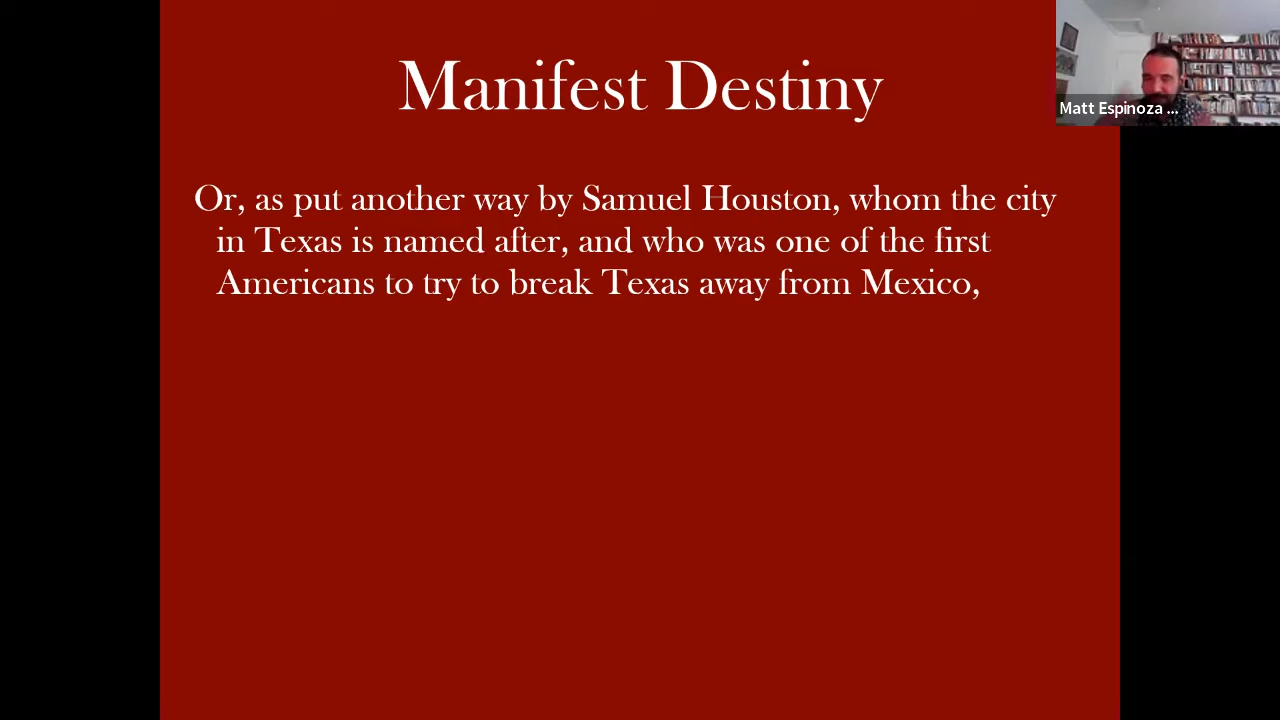 Manifest Destiny
Matt Espinoza ...
Or, as put another way by Samuel Houston, whom the city
in Texas is named after, and who was one of the first
Americans to try to break Texas away from Mexico,